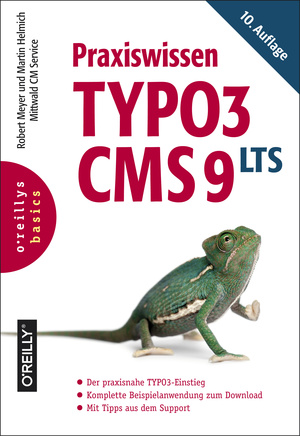 10. Auflage
Robert Meyer und Martin Helmich
Mittwald CM Service
Praxiswissen
TYPO3
CMS 9 LTS
o'reillys
basics
O'REILLY®
Der praxisnahe TYPO3-Einstieg
Komplette Beispielanwendung zum Download
Mit Tipps aus dem Support